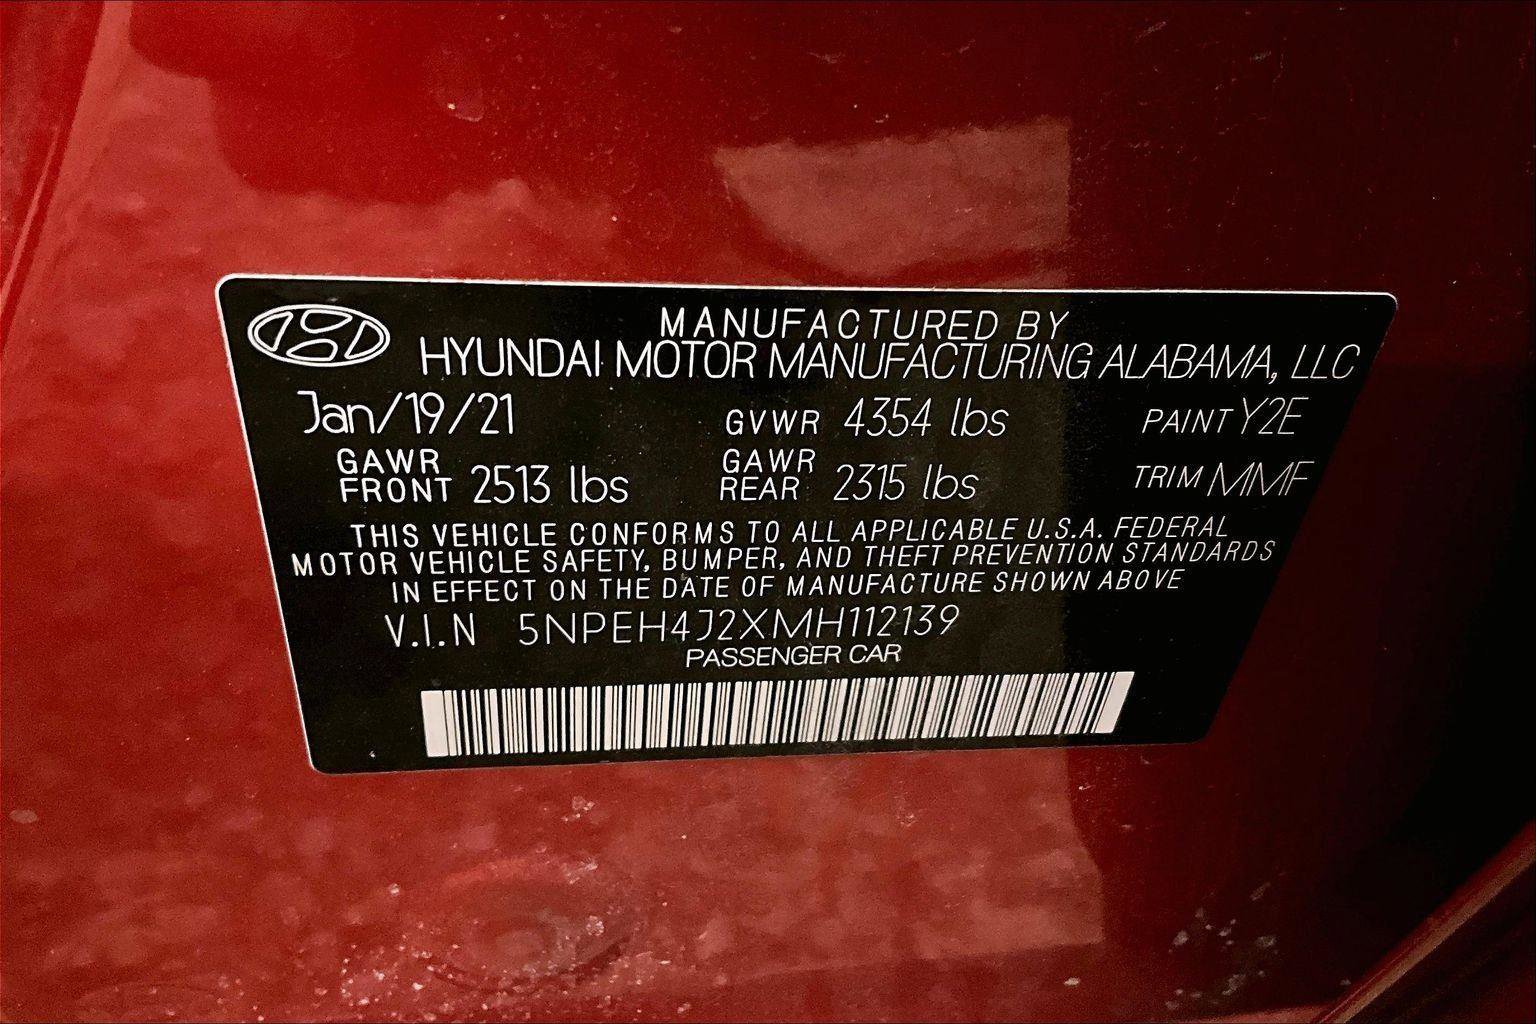 MANUFACTURED BY
HYUNDAI MOTOR MANUFACTURING ALABAMA, LLC
Jan/19/21 GVWR 4354 lbs PAINT Y2E
GAWR FRONT 2513 lbs GAWR REAR 2315 lbs TRIM MMF
THIS VEHICLE CONFORMS TO ALL APPLICABLE U.S.A. FEDERAL
MOTOR VEHICLE SAFETY, BUMPER, AND THEFT PREVENTION STANDARDS
IN EFFECT ON THE DATE OF MANUFACTURE SHOWN ABOVE
V.I.N 5NPEH4J2XMH112139
PASSENGER CAR